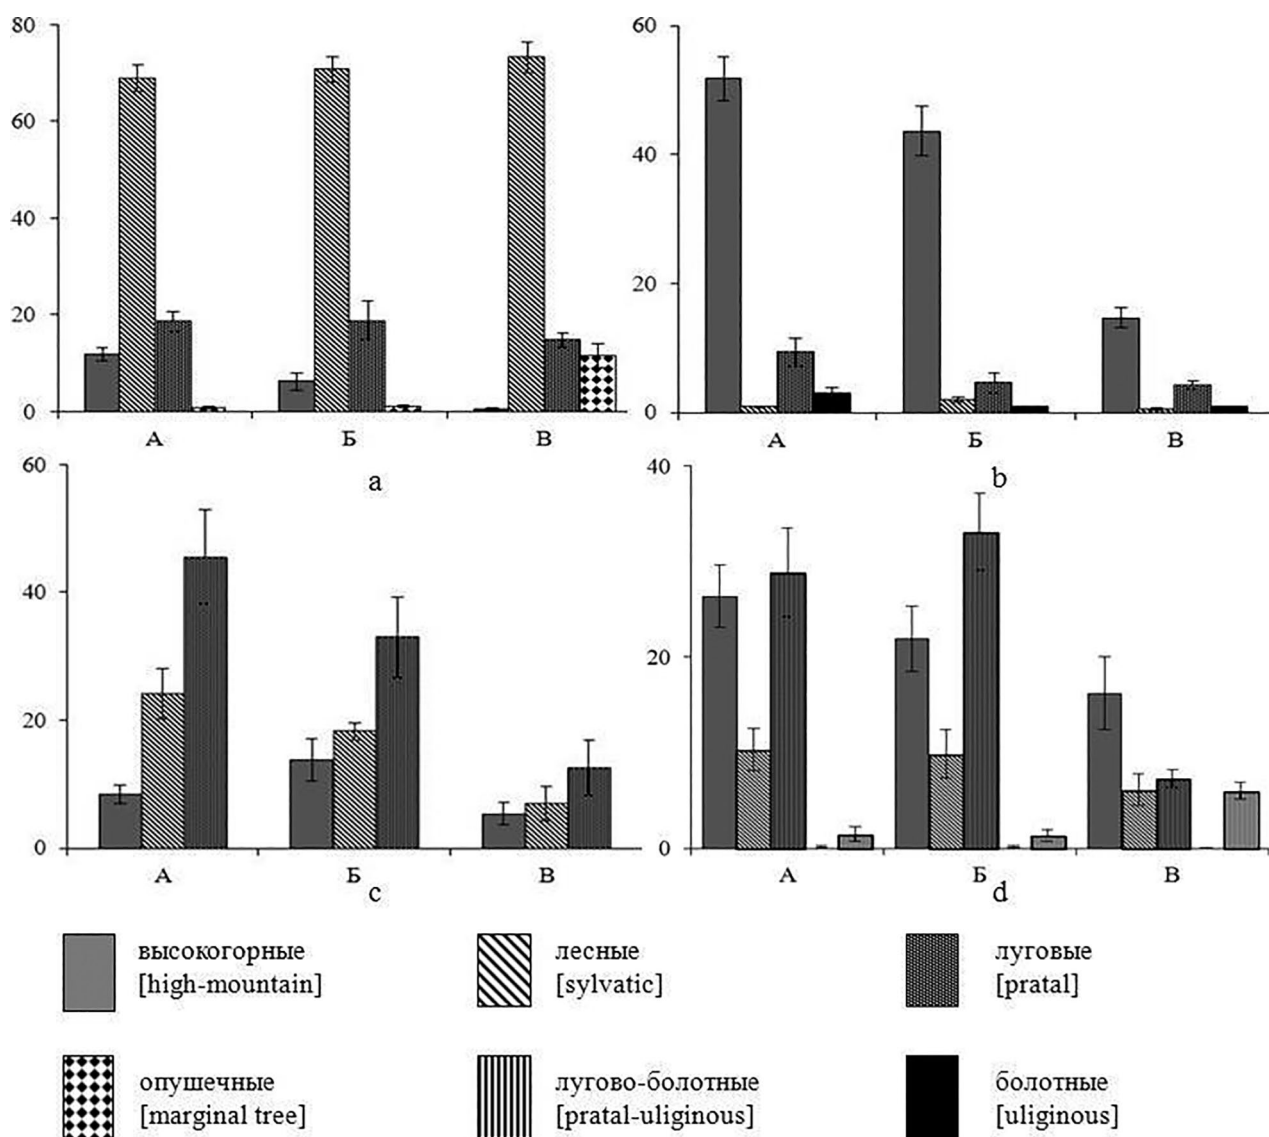 80
60
40
20
0
А
Б
В
a
60
40
20
0
А
Б
В
b
60
40
20
0
А
Б
В
c
40
20
0
А
Б
В
d
высокогорные
[high-mountain]
лесные
[sylvatic]
луговые
[pratal]
опушечные
[marginal tree]
лугово-болотные
[pratal-uliginous]
болотные
[uliginous]